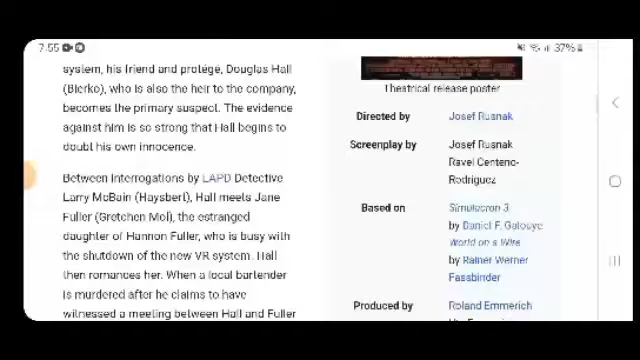 7:55
37%
system, his friend and protégé, Douglas Hall
(Bierko), who is also the heir to the company,
becomes the primary suspect. The evidence
against him is so strong that Hall begins to
doubt his own innocence.
Between interrogations by LAPD Detective
Larry McBain (Haysbert), Hall meets Jane
Fuller (Gretchen Mol), the estranged
daughter of Hannon Fuller, who is busy with
the shutdown of the new VR system. Hall
then romances her. When a local bartender
is murdered after he claims to have
witnessed a meeting between Hall and Fuller
Theatrical release poster
Directed by Josef Rusnak
Screenplay by Josef Rusnak
Ravel Centeno-
Rodriguez
Based on Simulacron 3
by Daniel F. Galouye
World on a Wire
by Rainer Werner
Fassbinder
Produced by Roland Emmerich